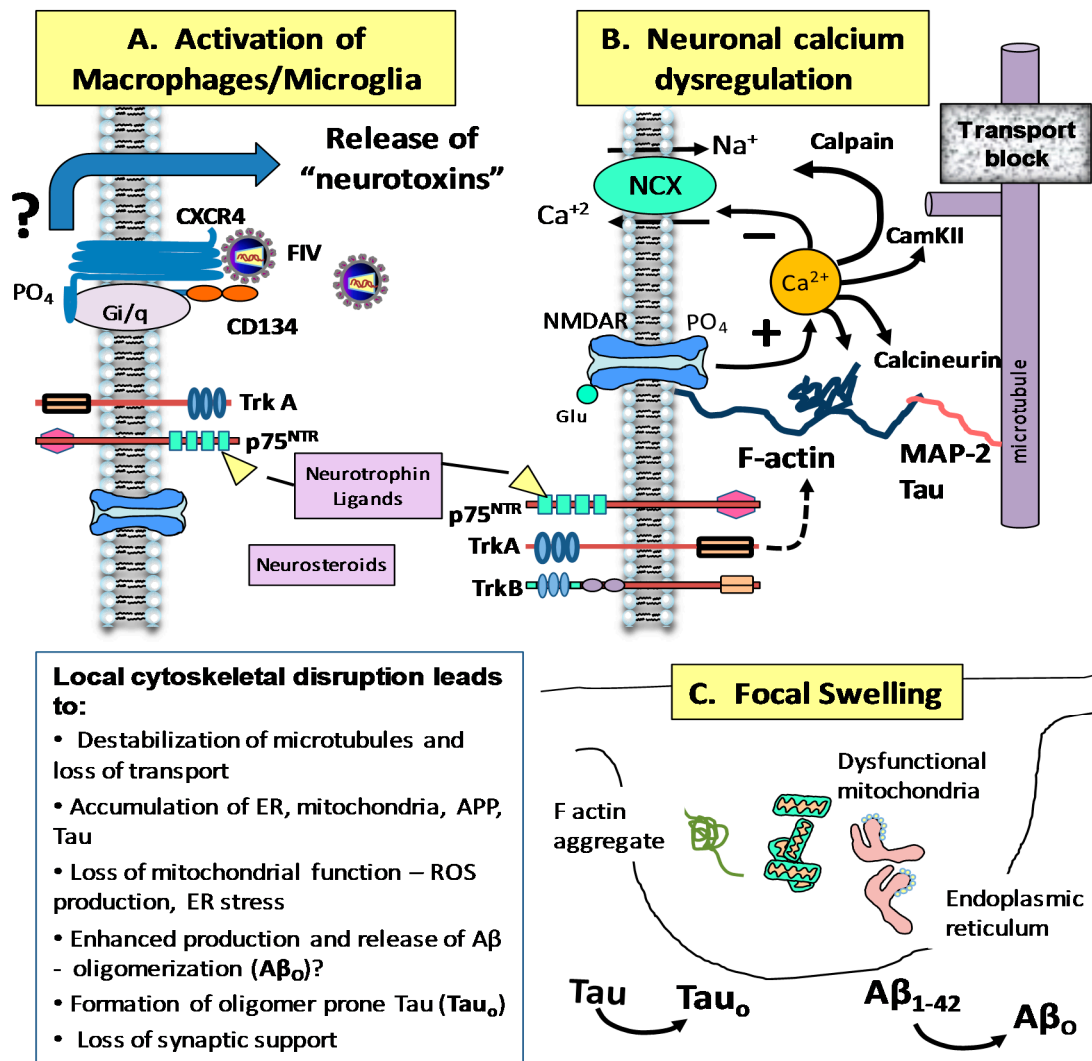 A. Activation of
Macrophages/Microglia
Release of
“neurotoxins”
?
CXCR4
FIV
PO4
Gi/q
CD134
Trk A
p75NTR
Neurotrophin
Ligands
Neurosteroids
B. Neuronal calcium
dysregulation
Na+
NCX
Ca+2
Calpain
Transport
block
CamKII
–
Ca2+
+
NMDAR
PO4
Glu
Calcineurin
F-actin
MAP-2
Tau
microtubule
p75NTR
TrkA
TrkB
Local cytoskeletal disruption leads
to:
• Destabilization of microtubules and
loss of transport
• Accumulation of ER, mitochondria, APP,
Tau
• Loss of mitochondrial function – ROS
production, ER stress
• Enhanced production and release of Aβ
- oligomerization (AβO)?
• Formation of oligomer prone Tau (Tauo)
• Loss of synaptic support
C. Focal Swelling
Dysfunctional
mitochondria
F actin
aggregate
Endoplasmic
reticulum
Tau
Tauo
Aβ1-42
AβO